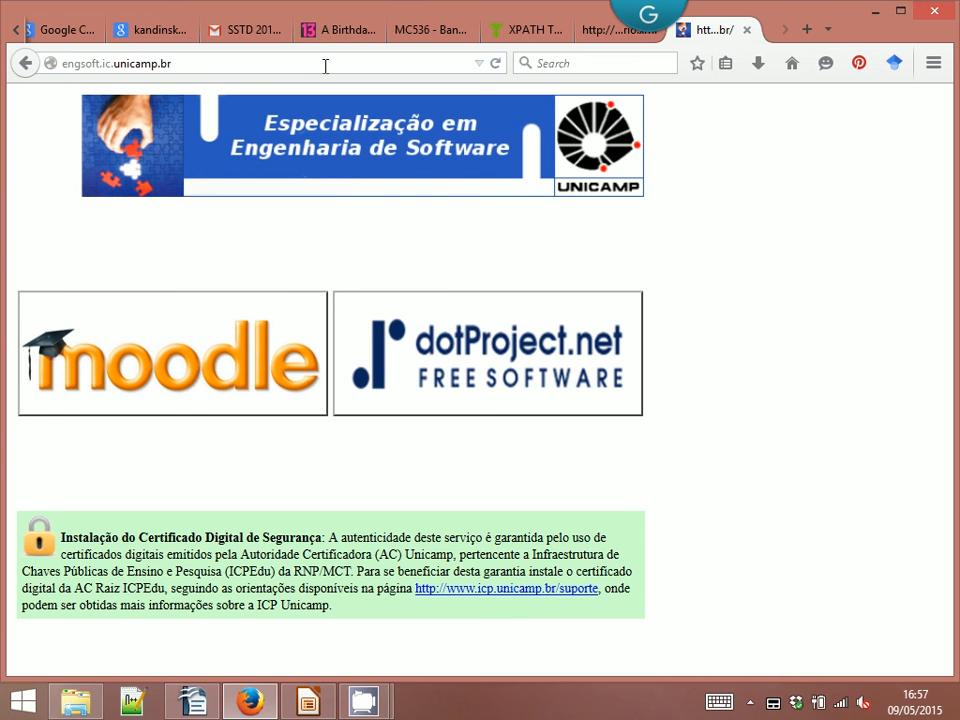 Google C...
kandinsk...
SSTD 201...
A Birthda...
MC536 - Ban...
XPATH T...
http://...rio.xml
htt...br/
G
engsoft.ic.unicamp.br
Search
Especialização em
Engenharia de Software
UNICAMP
moodle
dotProject.net
FREE SOFTWARE
Instalação do Certificado Digital de Segurança: A autenticidade deste serviço é garantida pelo uso de
certificados digitais emitidos pela Autoridade Certificadora (AC) Unicamp, pertencente a Infraestrutura de
Chaves Públicas de Ensino e Pesquisa (ICPEdu) da RNP/MCT. Para se beneficiar desta garantia instale o certificado
digital da AC Raiz ICPEdu, seguindo as orientações disponíveis na página http://www.icp.unicamp.br/suporte, onde
podem ser obtidas mais informações sobre a ICP Unicamp.
16:57
09/05/2015